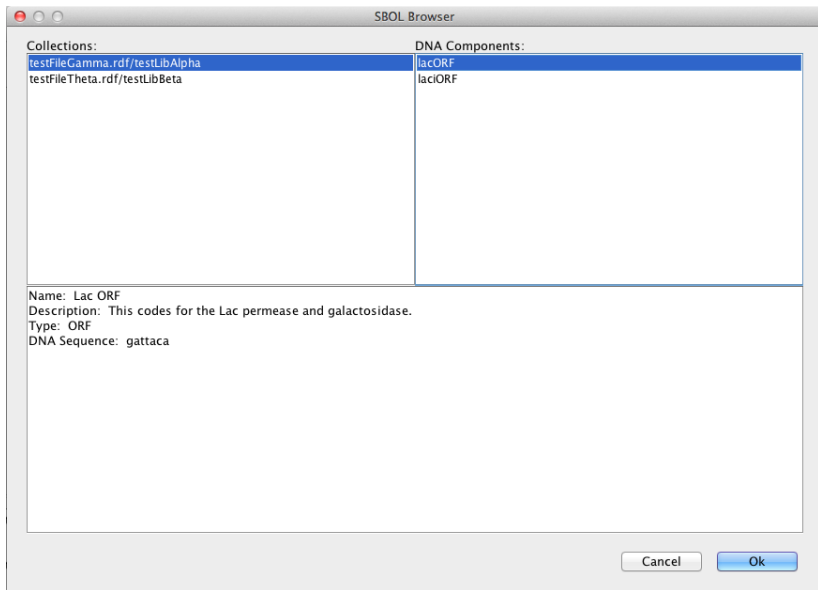 SBOL Browser
Collections:
DNA Components:
testFileGamma.rdf/testLibAlpha
testFileTheta.rdf/testLibBeta
lacORF
laciORF
Name:  Lac ORF
Description:  This codes for the Lac permease and galactosidase.
Type:  ORF
DNA Sequence:  gattaca
Cancel
Ok